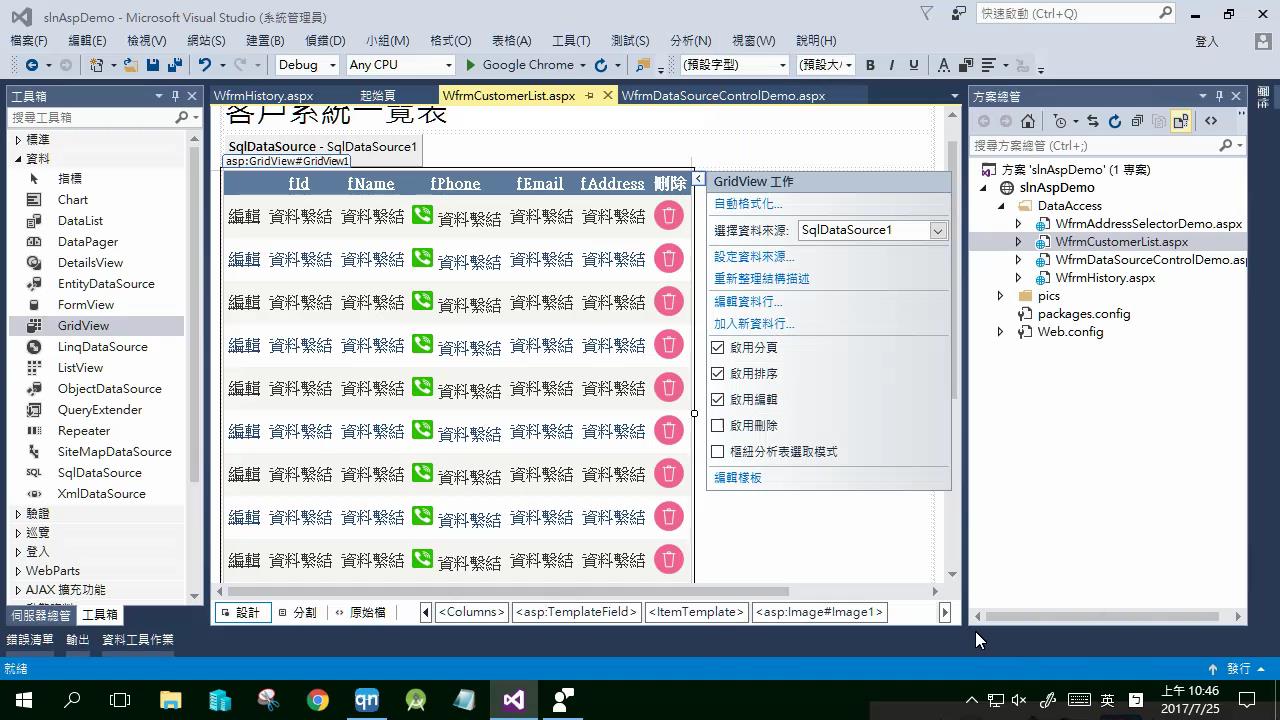 slnAspDemo - Microsoft Visual Studio (系統管理員)
快速啟動 (Ctrl+Q)
檔案(F) 編輯(E) 檢視(V) 網站(S) 建置(B) 偵錯(D) 小組(M) 格式(O) 表格(A) 工具(T) 測試(S) 分析(N) 視窗(W) 說明(H)
登入
Debug Any CPU Google Chrome (預設字型) (預設大 B I U A
工具箱
搜尋工具箱
標準
資料
指標
Chart
DataList
DataPager
DetailsView
EntityDataSource
FormView
GridView
LinqDataSource
ListView
ObjectDataSource
QueryExtender
Repeater
SiteMapDataSource
SQL SqlDataSource
XmlDataSource
驗證
巡覽
登入
WebParts
AJAX 擴充功能
伺服器總管 工具箱
WfrmHistory.aspx 起始頁 WfrmCustomerList.aspx WfrmDataSourceControlDemo.aspx
客戶系統一覽表
SqlDataSource - SqlDataSource1
asp:GridView#GridView1
fId fName fPhone fEmail fAddress 刪除
編輯 資料繫結 資料繫結 資料繫結 資料繫結 資料繫結
編輯 資料繫結 資料繫結 資料繫結 資料繫結 資料繫結
編輯 資料繫結 資料繫結 資料繫結 資料繫結 資料繫結
編輯 資料繫結 資料繫結 資料繫結 資料繫結 資料繫結
編輯 資料繫結 資料繫結 資料繫結 資料繫結 資料繫結
編輯 資料繫結 資料繫結 資料繫結 資料繫結 資料繫結
編輯 資料繫結 資料繫結 資料繫結 資料繫結 資料繫結
編輯 資料繫結 資料繫結 資料繫結 資料繫結 資料繫結
編輯 資料繫結 資料繫結 資料繫結 資料繫結 資料繫結
GridView 工作
自動格式化...
選擇資料來源: SqlDataSource1
設定資料來源...
重新整理結構描述
編輯資料行...
加入新資料行...
啟用分頁
啟用排序
啟用編輯
啟用刪除
樞紐分析表選取模式
編輯樣板
設計 分割 原始檔 <Columns> <asp:TemplateField> <ItemTemplate> <asp:Image#Image1>
方案總管
搜尋方案總管 (Ctrl+;)
方案 'slnAspDemo' (1 專案)
slnAspDemo
DataAccess
WfrmAddressSelectorDemo.aspx
WfrmCustomerList.aspx
WfrmDataSourceControlDemo.asp
WfrmHistory.aspx
pics
packages.config
Web.config
錯誤清單 輸出 資料工具作業
就緒
發行
qn
英
上午 10:46
2017/7/25